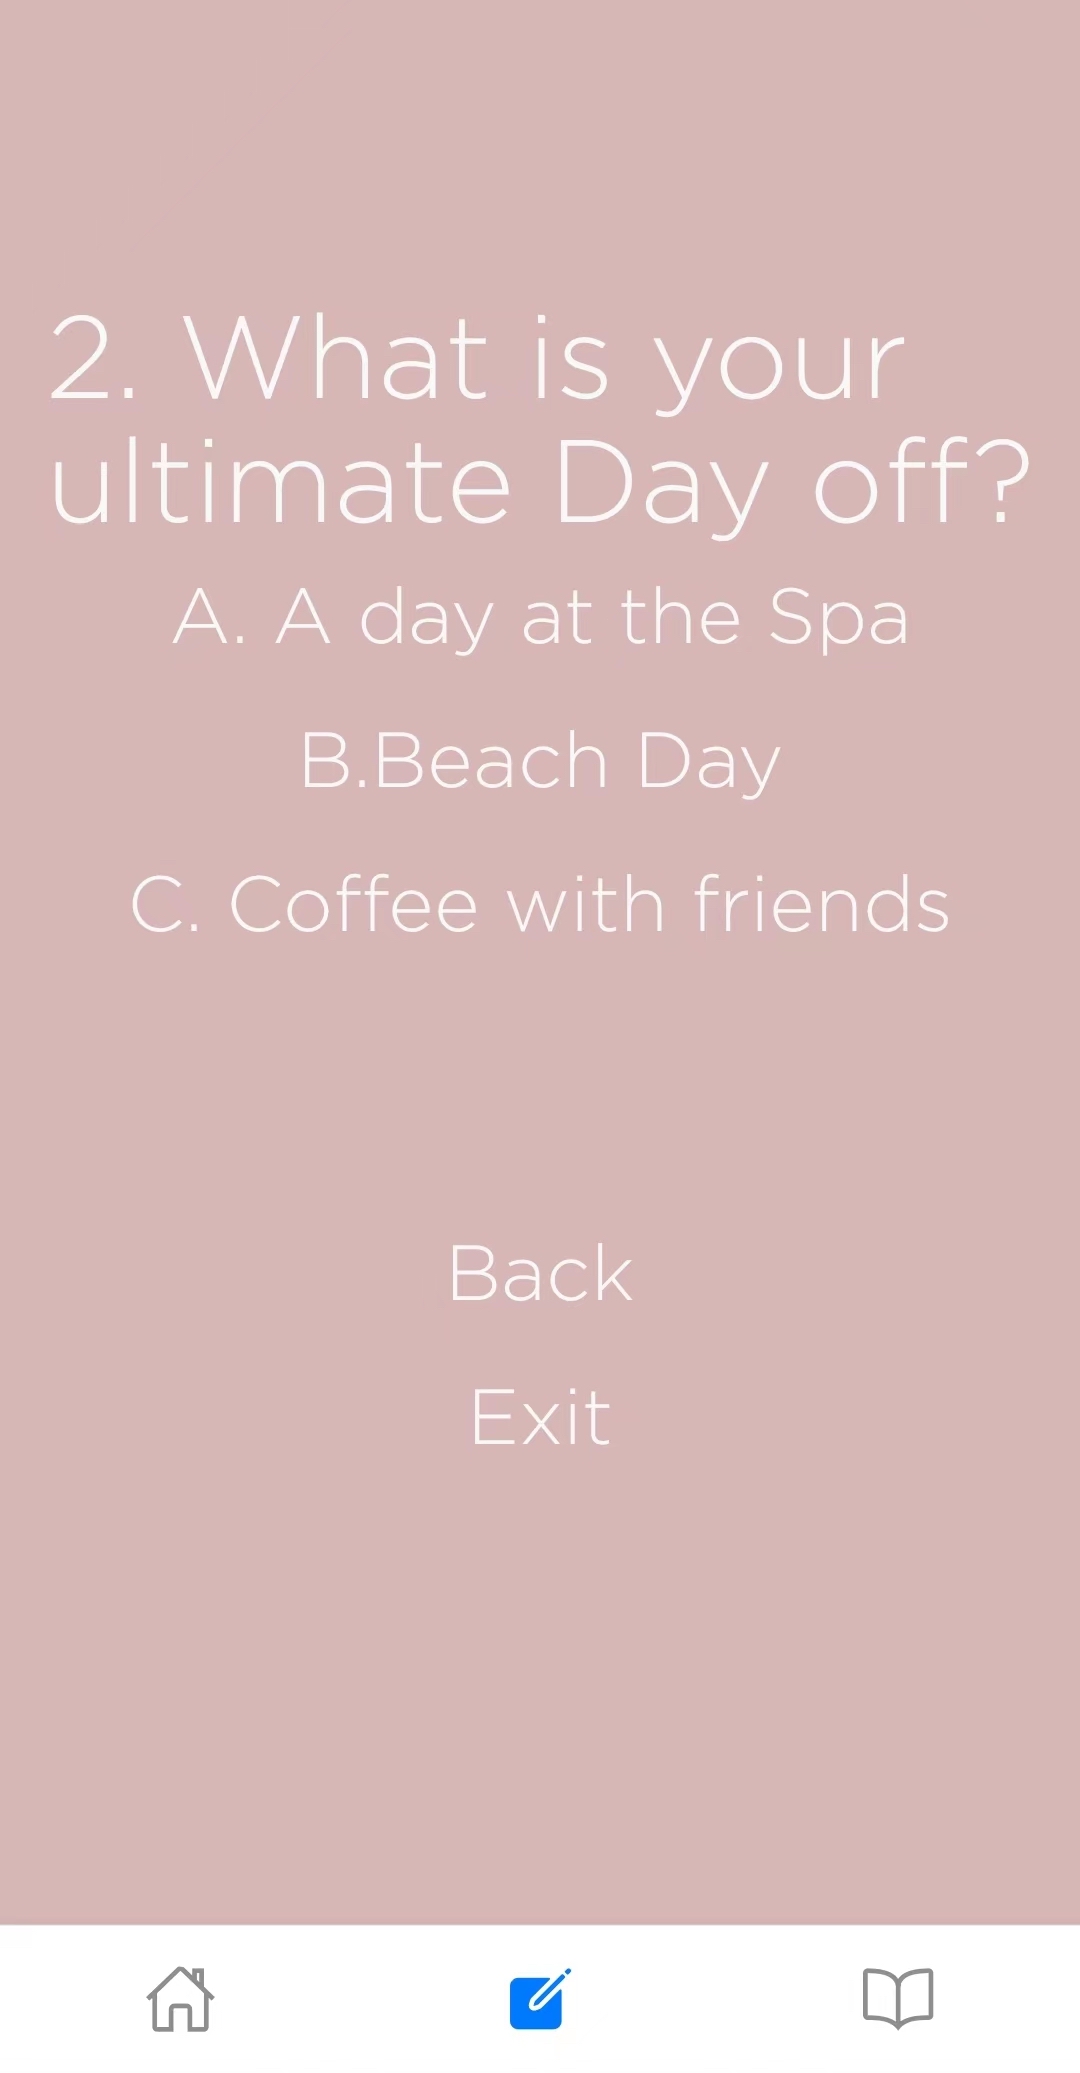 2. What is your
ultimate Day off?
A. A day at the Spa
B.Beach Day
C. Coffee with friends
Back
Exit